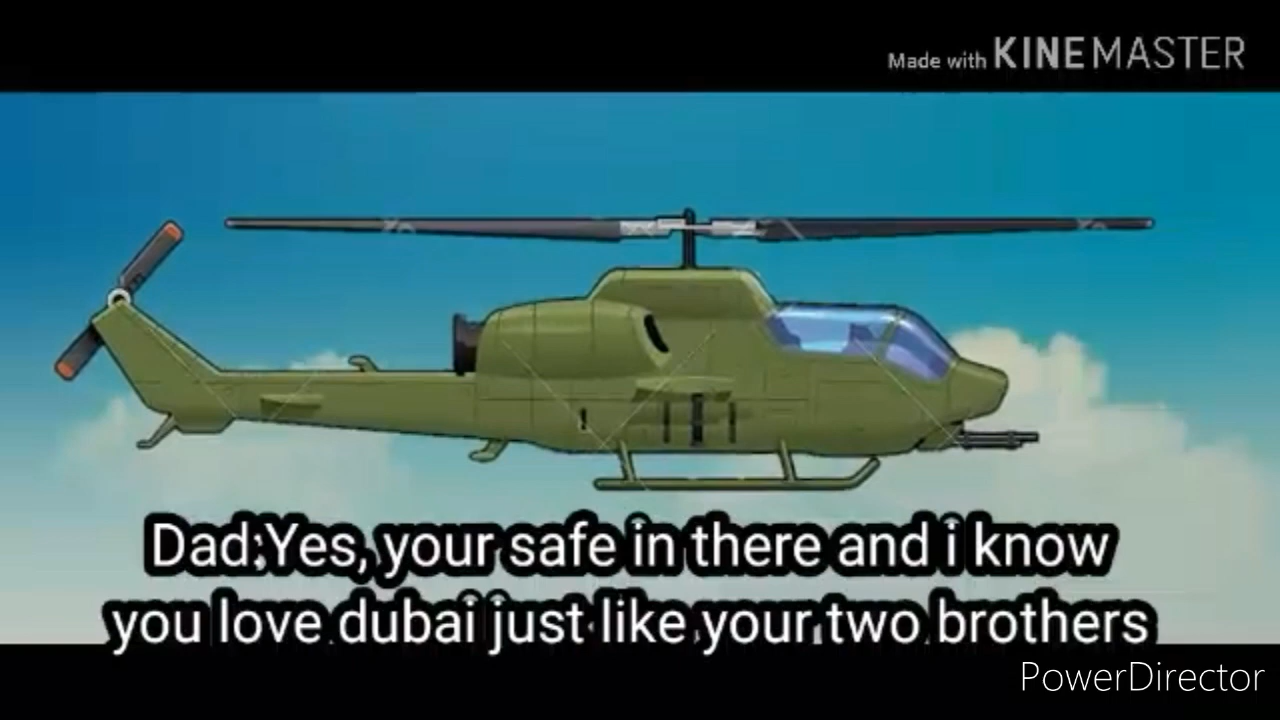 Made with KINEMASTER
Dad:Yes, your safe in there and i know
you love dubai just like your two brothers
PowerDirector